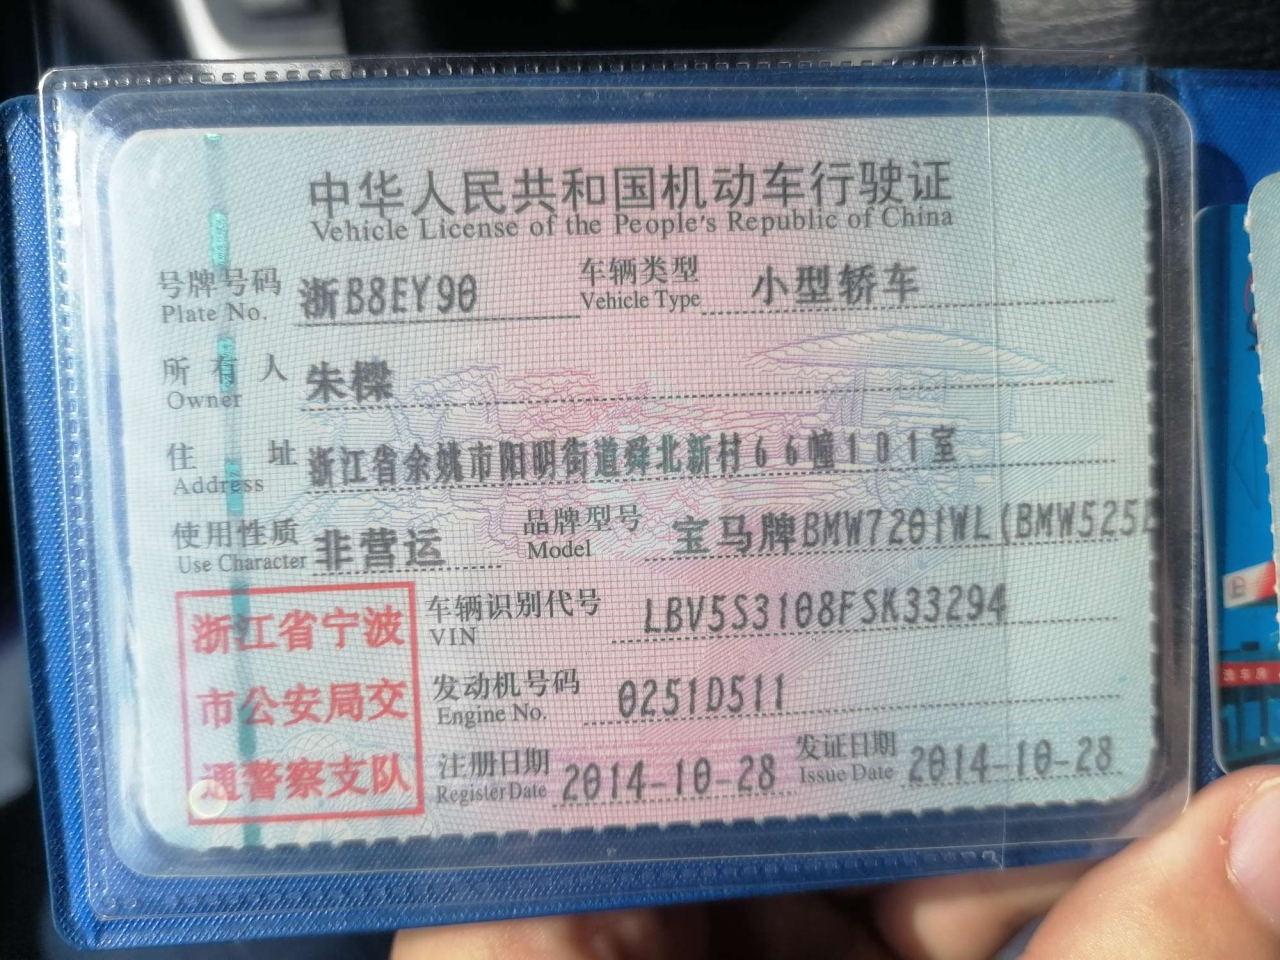 中华人民共和国机动车行驶证
Vehicle License of the People's Republic of China
号牌号码 浙B8EY90 车辆类型 小型轿车
Plate No. Vehicle Type
所有人 朱檪
Owner
住址 浙江省余姚市阳明街道舜北新村66幢101室
Address
使用性质 非营运 品牌型号 宝马牌BMW7201WL(BMW525
Use Character Model
浙江省宁波
市公安局交
通警察支队
车辆识别代号 LBV5S3108FSK33294
VIN
发动机号码 0251D511
Engine No.
注册日期 2014-10-28 发证日期 2014-10-28
Register Date Issue Date